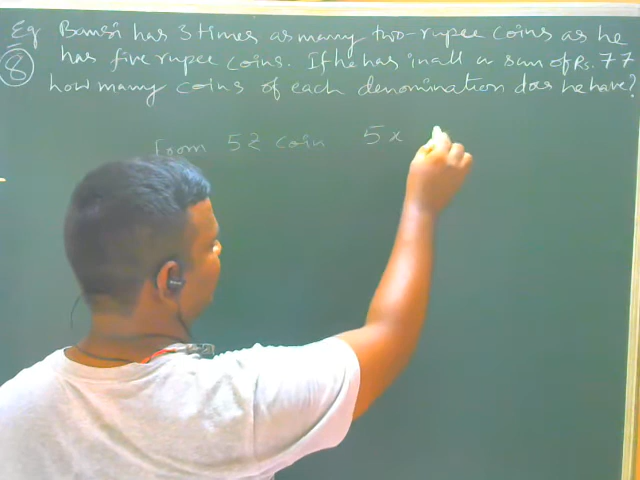 Eg Bansi has 3 times as many two-rupee coins as he
⑧ has five rupee coins. If he has in all a sum of Rs. 77
how many coins of each denomination does he have?
From 5₹ coin 5x